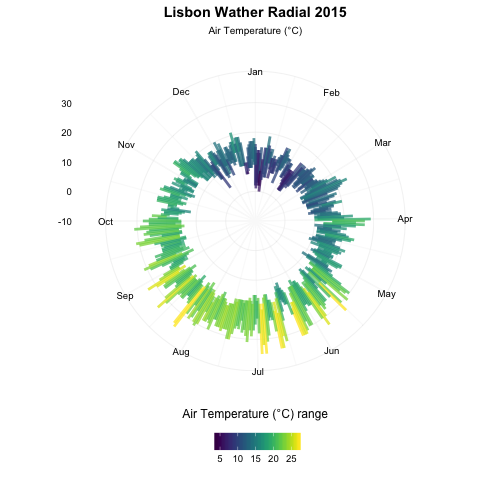 Lisbon Wather Radial 2015
Air Temperature (°C)
Jan
Dec
Feb
30
20
Nov
Mar
10
0
-10
Oct
Apr
Sep
May
Aug
Jun
Jul
Air Temperature (°C) range
5 10 15 20 25